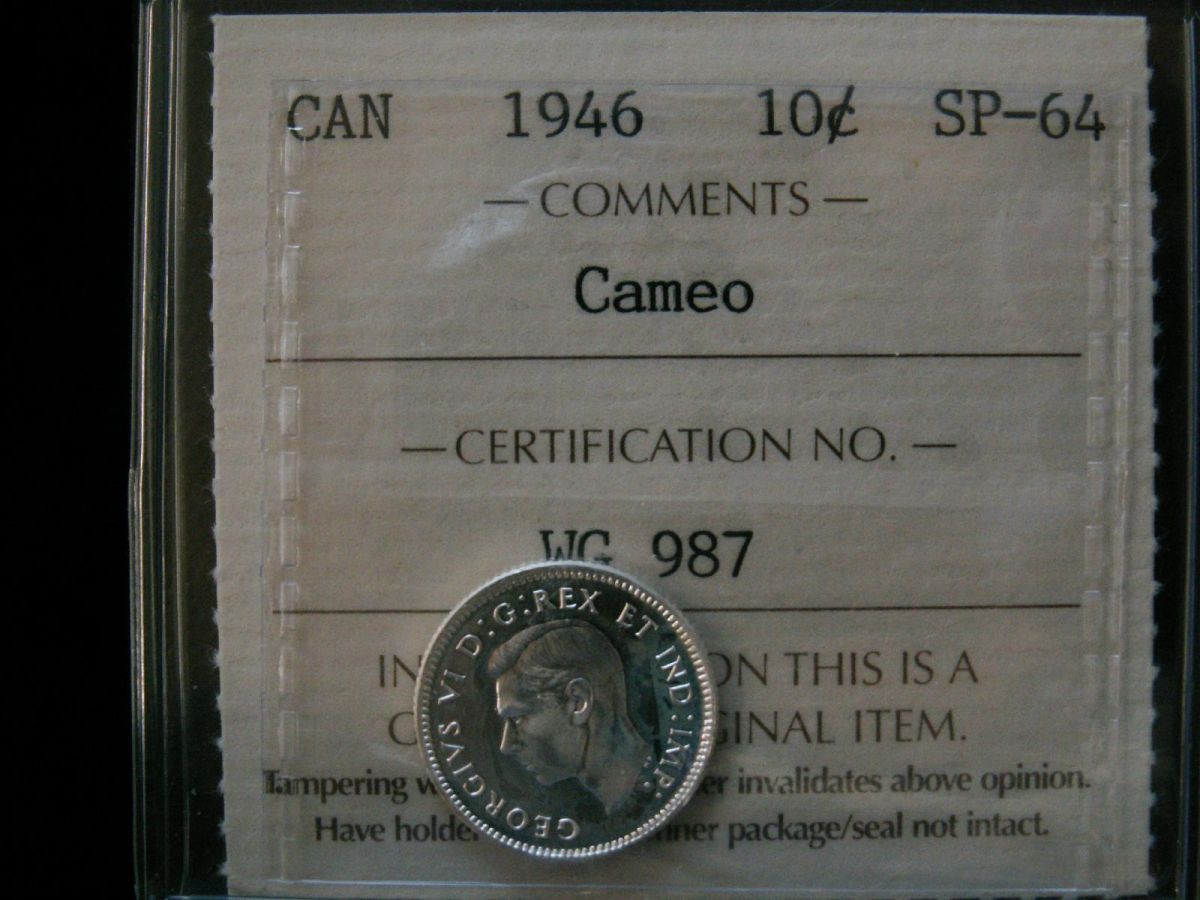 CAN 1946 10¢ SP-64
— COMMENTS —
Cameo
— CERTIFICATION NO. —
WG 987
IN ON THIS IS A
C GINAL ITEM.
Tampering w er invalidates above opinion.
Have holde nner package/seal not intact.
GEORGIVS VI D:G:REX ET IND:IMP.